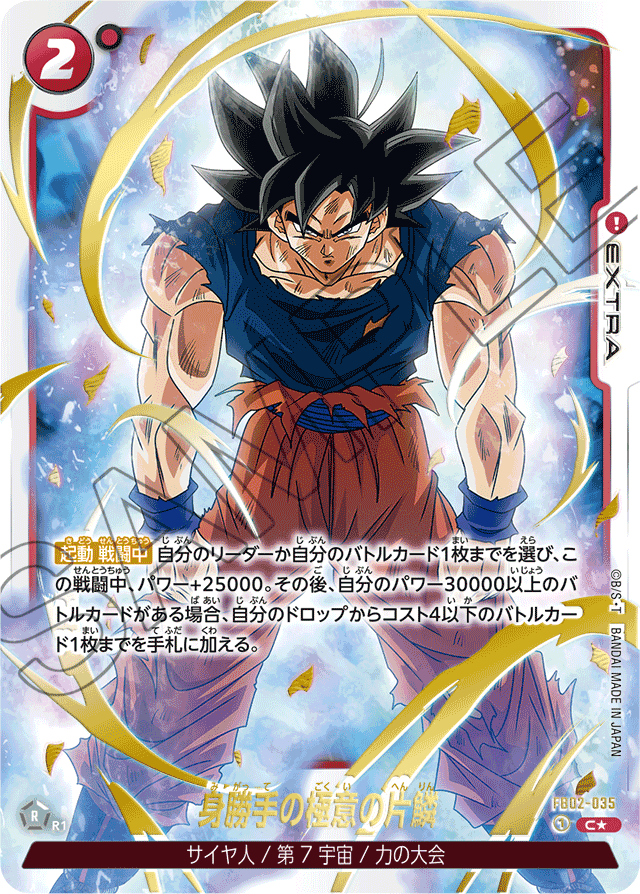 2
EXTRA
SAMPLE
起動 戦闘中 自分のリーダーか自分のバトルカード1枚までを選び、こ
の戦闘中、パワー+25000。その後、自分のパワー30000以上のバ
トルカードがある場合、自分のドロップからコスト4以下のバトルカー
ド1枚までを手札に加える。
©B/S・T BANDAI MADE IN JAPAN
身勝手の極意の片鱗
FB02-035
R
R1
1
C★
サイヤ人 / 第7宇宙 / 力の大会